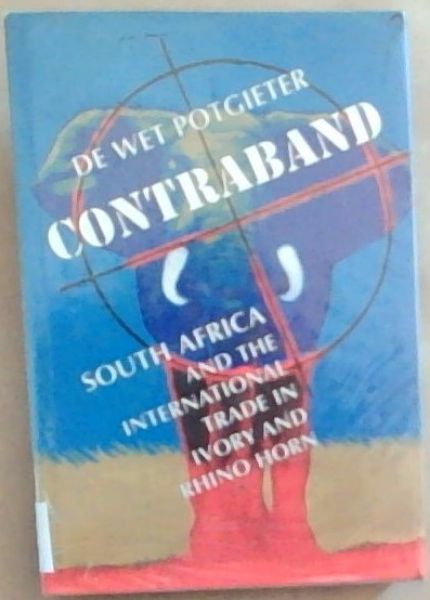 DE WET POTGIETER
CONTRABAND
SOUTH AFRICA
AND THE
INTERNATIONAL
TRADE IN
IVORY AND
RHINO HORN